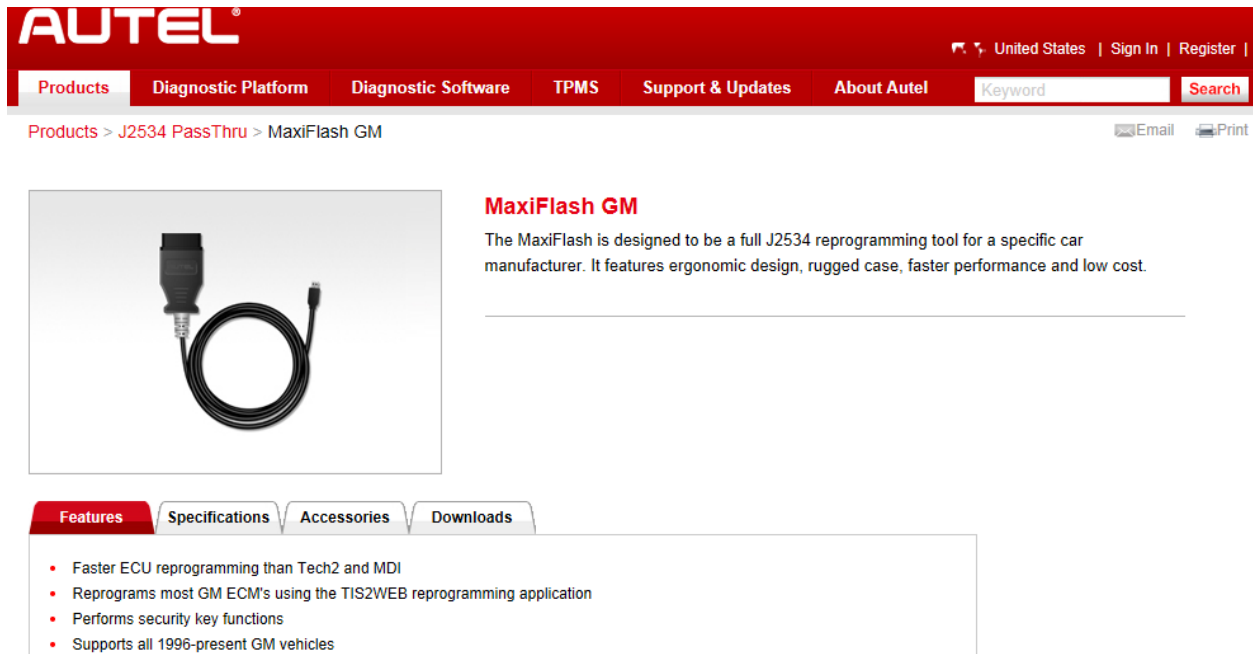 AUTEL®
United States | Sign In | Register |
Products Diagnostic Platform Diagnostic Software TPMS Support & Updates About Autel Keyword Search
Products > J2534 PassThru > MaxiFlash GM Email Print
MaxiFlash GM
The MaxiFlash is designed to be a full J2534 reprogramming tool for a specific car
manufacturer. It features ergonomic design, rugged case, faster performance and low cost.
Features Specifications Accessories Downloads
• Faster ECU reprogramming than Tech2 and MDI
• Reprograms most GM ECM's using the TIS2WEB reprogramming application
• Performs security key functions
• Supports all 1996-present GM vehicles